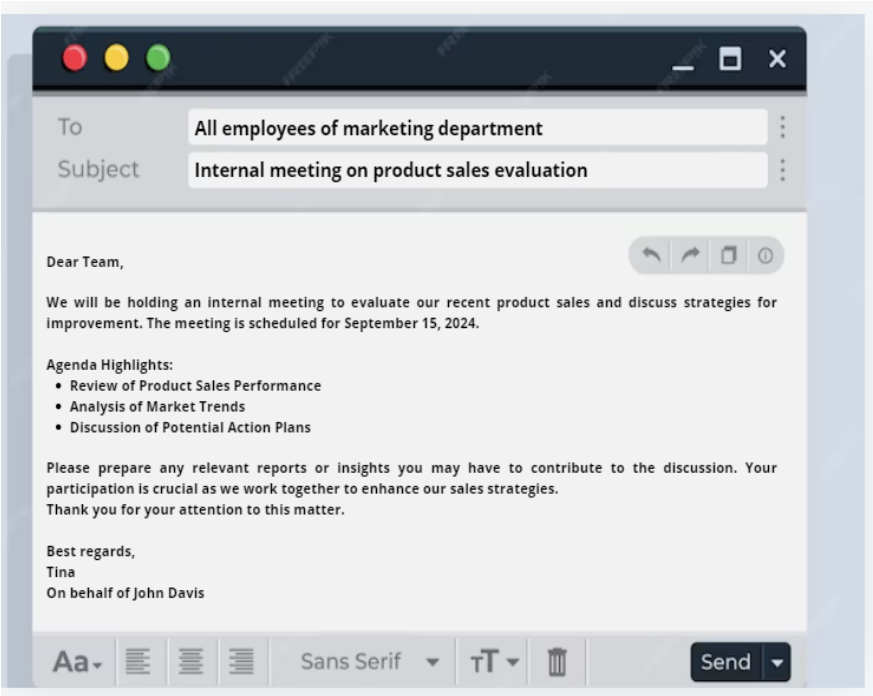 To
All employees of marketing department
Subject
Internal meeting on product sales evaluation
Dear Team,
We will be holding an internal meeting to evaluate our recent product sales and discuss strategies for
improvement. The meeting is scheduled for September 15, 2024.
Agenda Highlights:
• Review of Product Sales Performance
• Analysis of Market Trends
• Discussion of Potential Action Plans
Please prepare any relevant reports or insights you may have to contribute to the discussion. Your
participation is crucial as we work together to enhance our sales strategies.
Thank you for your attention to this matter.
Best regards,
Tina
On behalf of John Davis
Aa
Sans Serif
TT
Send